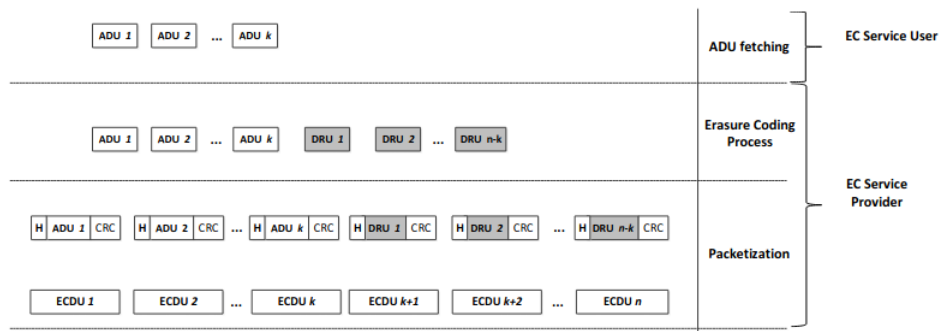 ADU 1 ADU 2 ... ADU k
ADU fetching
EC Service User
ADU 1 ADU 2 ... ADU k DRU 1 DRU 2 ... DRU n-k
Erasure Coding
Process
EC Service
Provider
H ADU 1 CRC H ADU 2 CRC ... H ADU k CRC H DRU 1 CRC H DRU 2 CRC ... H DRU n-k CRC
Packetization
ECDU 1 ECDU 2 ... ECDU k ECDU k+1 ECDU k+2 ... ECDU n